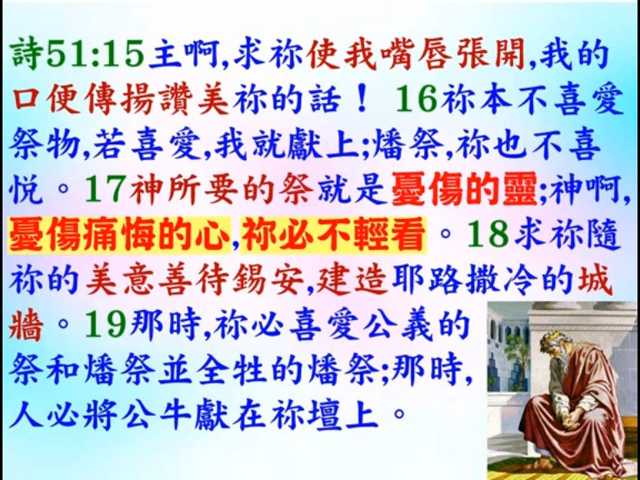 詩51:15主啊,求祢使我嘴唇張開,我的
口便傳揚讚美祢的話！ 16祢本不喜愛
祭物,若喜愛,我就獻上;燔祭,祢也不喜
悅。17神所要的祭就是憂傷的靈;神啊,
憂傷痛悔的心,祢必不輕看。18求祢隨
祢的美意善待錫安,建造耶路撒冷的城
牆。19那時,祢必喜愛公義的
祭和燔祭並全牲的燔祭;那時,
人必將公牛獻在祢壇上。